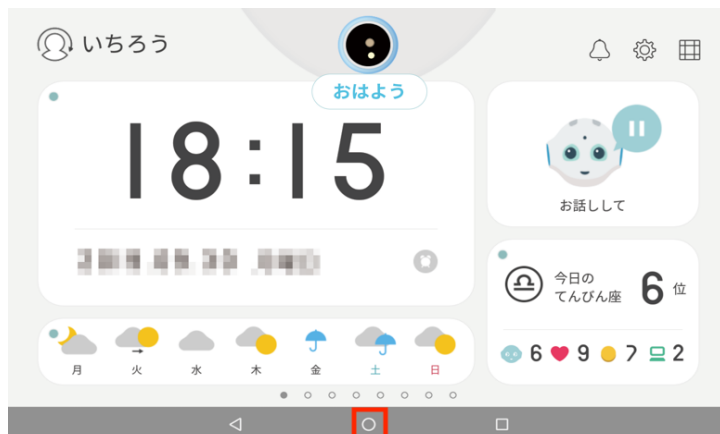 いちろう
おはよう
18:15
お話しして
今日の
てんびん座
6位
6 9 7 2
月 火 水 木 金 土 日